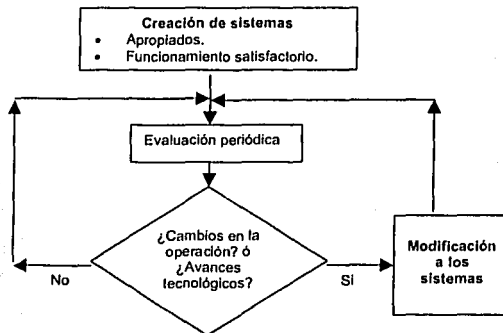 Creación de sistemas
• Apropiados.
• Funcionamiento satisfactorio.
Evaluación periódica
¿Cambios en la
operación? ó
¿Avances
tecnológicos?
No
Si
Modificación
a los
sistemas